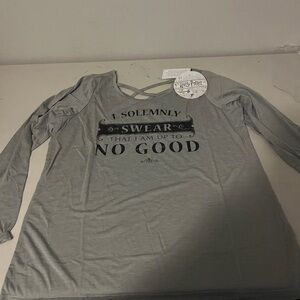 I SOLEMNLY
SWEAR
THAT I AM UP TO
NO GOOD